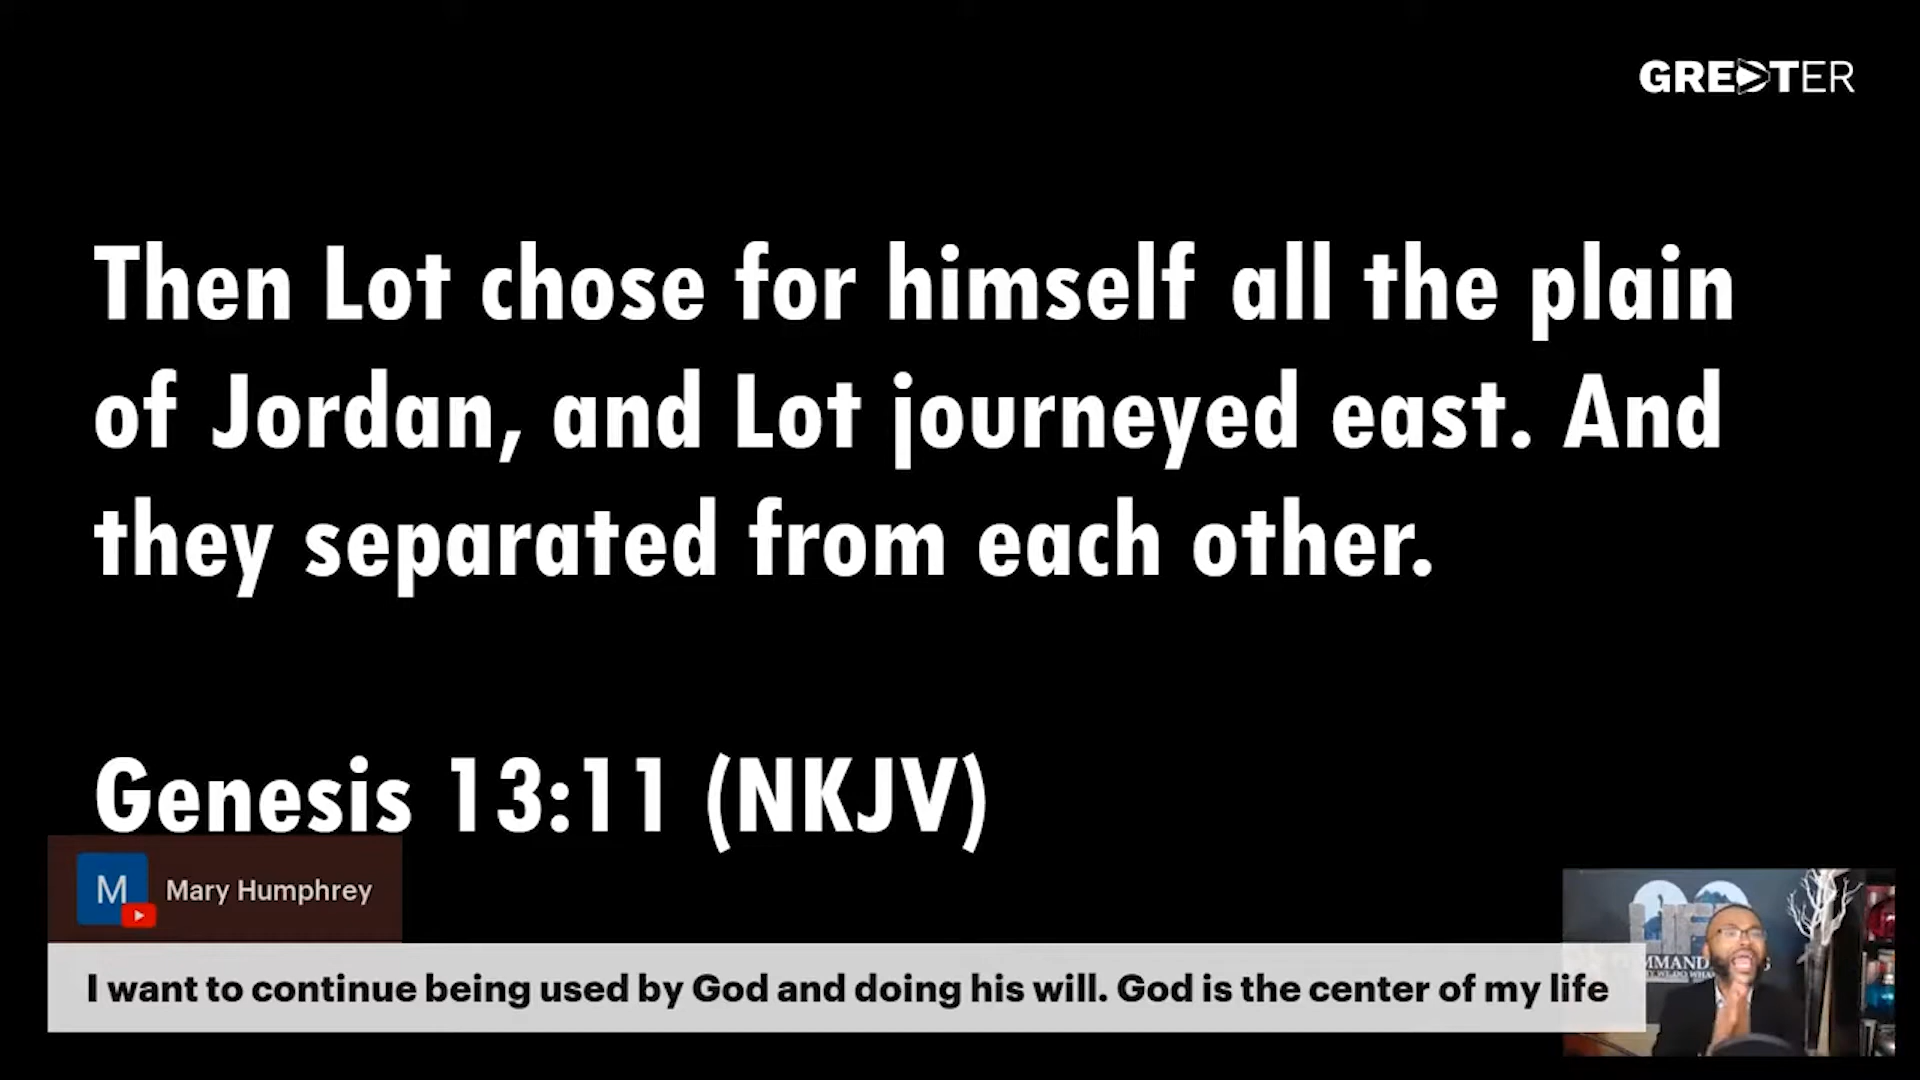 GREATER
Then Lot chose for himself all the plain
of Jordan, and Lot journeyed east. And
they separated from each other.
Genesis 13:11 (NKJV)
M
Mary Humphrey
I want to continue being used by God and doing his will. God is the center of my life